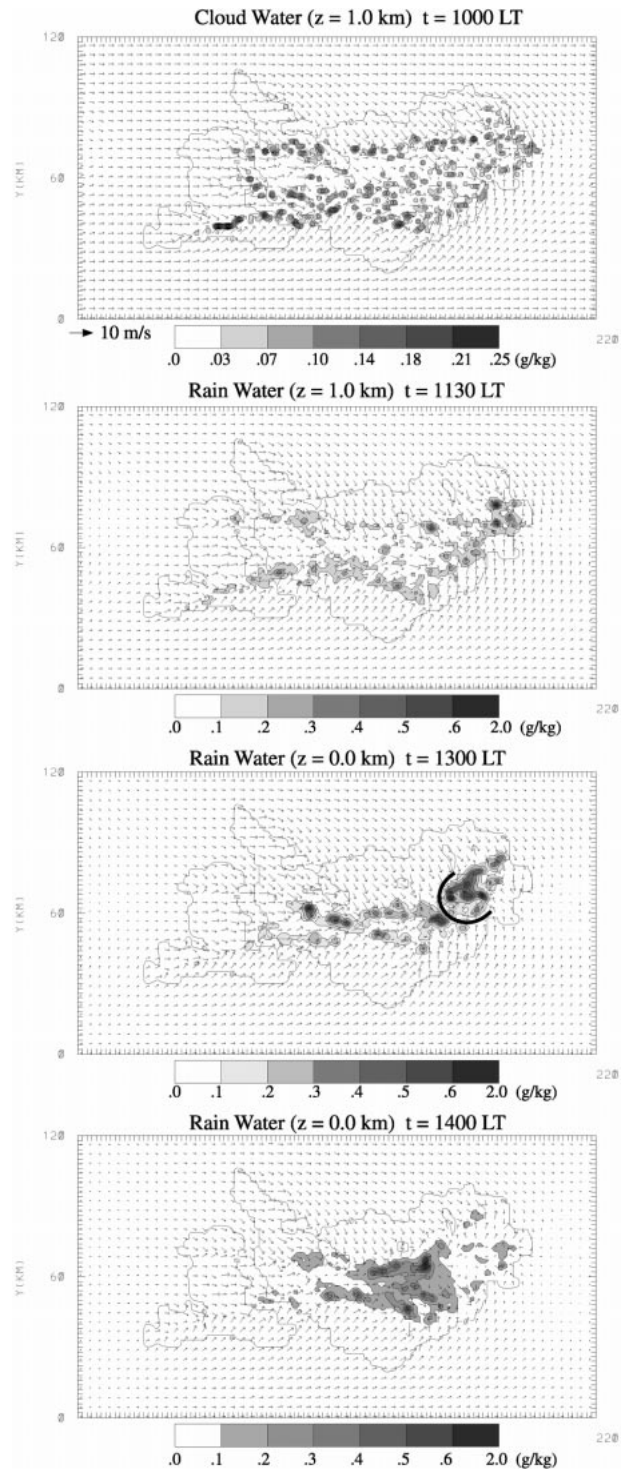 Cloud Water (z = 1.0 km) t = 1000 LT
120
Y(KM)
60
0
10 m/s
220
.0 .03 .07 .10 .14 .18 .21 .25 (g/kg)
Rain Water (z = 1.0 km) t = 1130 LT
120
Y(KM)
60
0
220
.0 .1 .2 .3 .4 .5 .6 2.0 (g/kg)
Rain Water (z = 0.0 km) t = 1300 LT
120
Y(KM)
60
0
220
.0 .1 .2 .3 .4 .5 .6 2.0 (g/kg)
Rain Water (z = 0.0 km) t = 1400 LT
120
Y(KM)
60
0
220
.0 .1 .2 .3 .4 .5 .6 2.0 (g/kg)